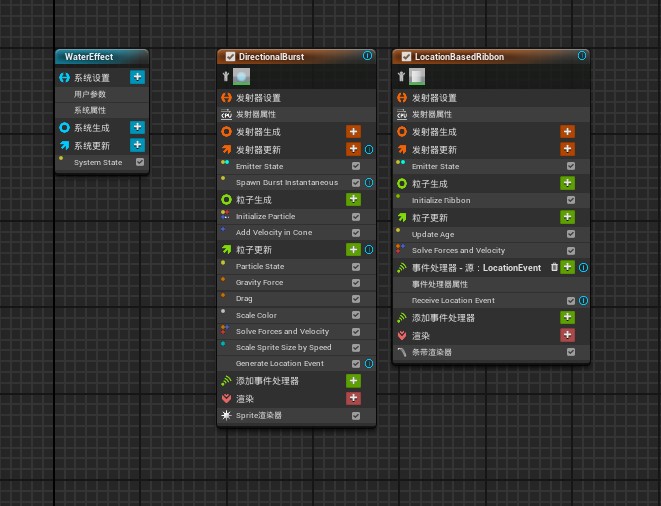 WaterEffect
系统设置
用户参数
系统属性
系统生成
系统更新
System State
DirectionalBurst
发射器设置
CPU
发射器属性
发射器生成
发射器更新
Emitter State
Spawn Burst Instantaneous
粒子生成
Initialize Particle
Add Velocity in Cone
粒子更新
Particle State
Gravity Force
Drag
Scale Color
Solve Forces and Velocity
Scale Sprite Size by Speed
Generate Location Event
添加事件处理器
渲染
Sprite渲染器
LocationBasedRibbon
发射器设置
CPU
发射器属性
发射器生成
发射器更新
Emitter State
粒子生成
Initialize Ribbon
粒子更新
Update Age
Solve Forces and Velocity
事件处理器 - 源：LocationEvent
事件处理器属性
Receive Location Event
添加事件处理器
渲染
条带渲染器